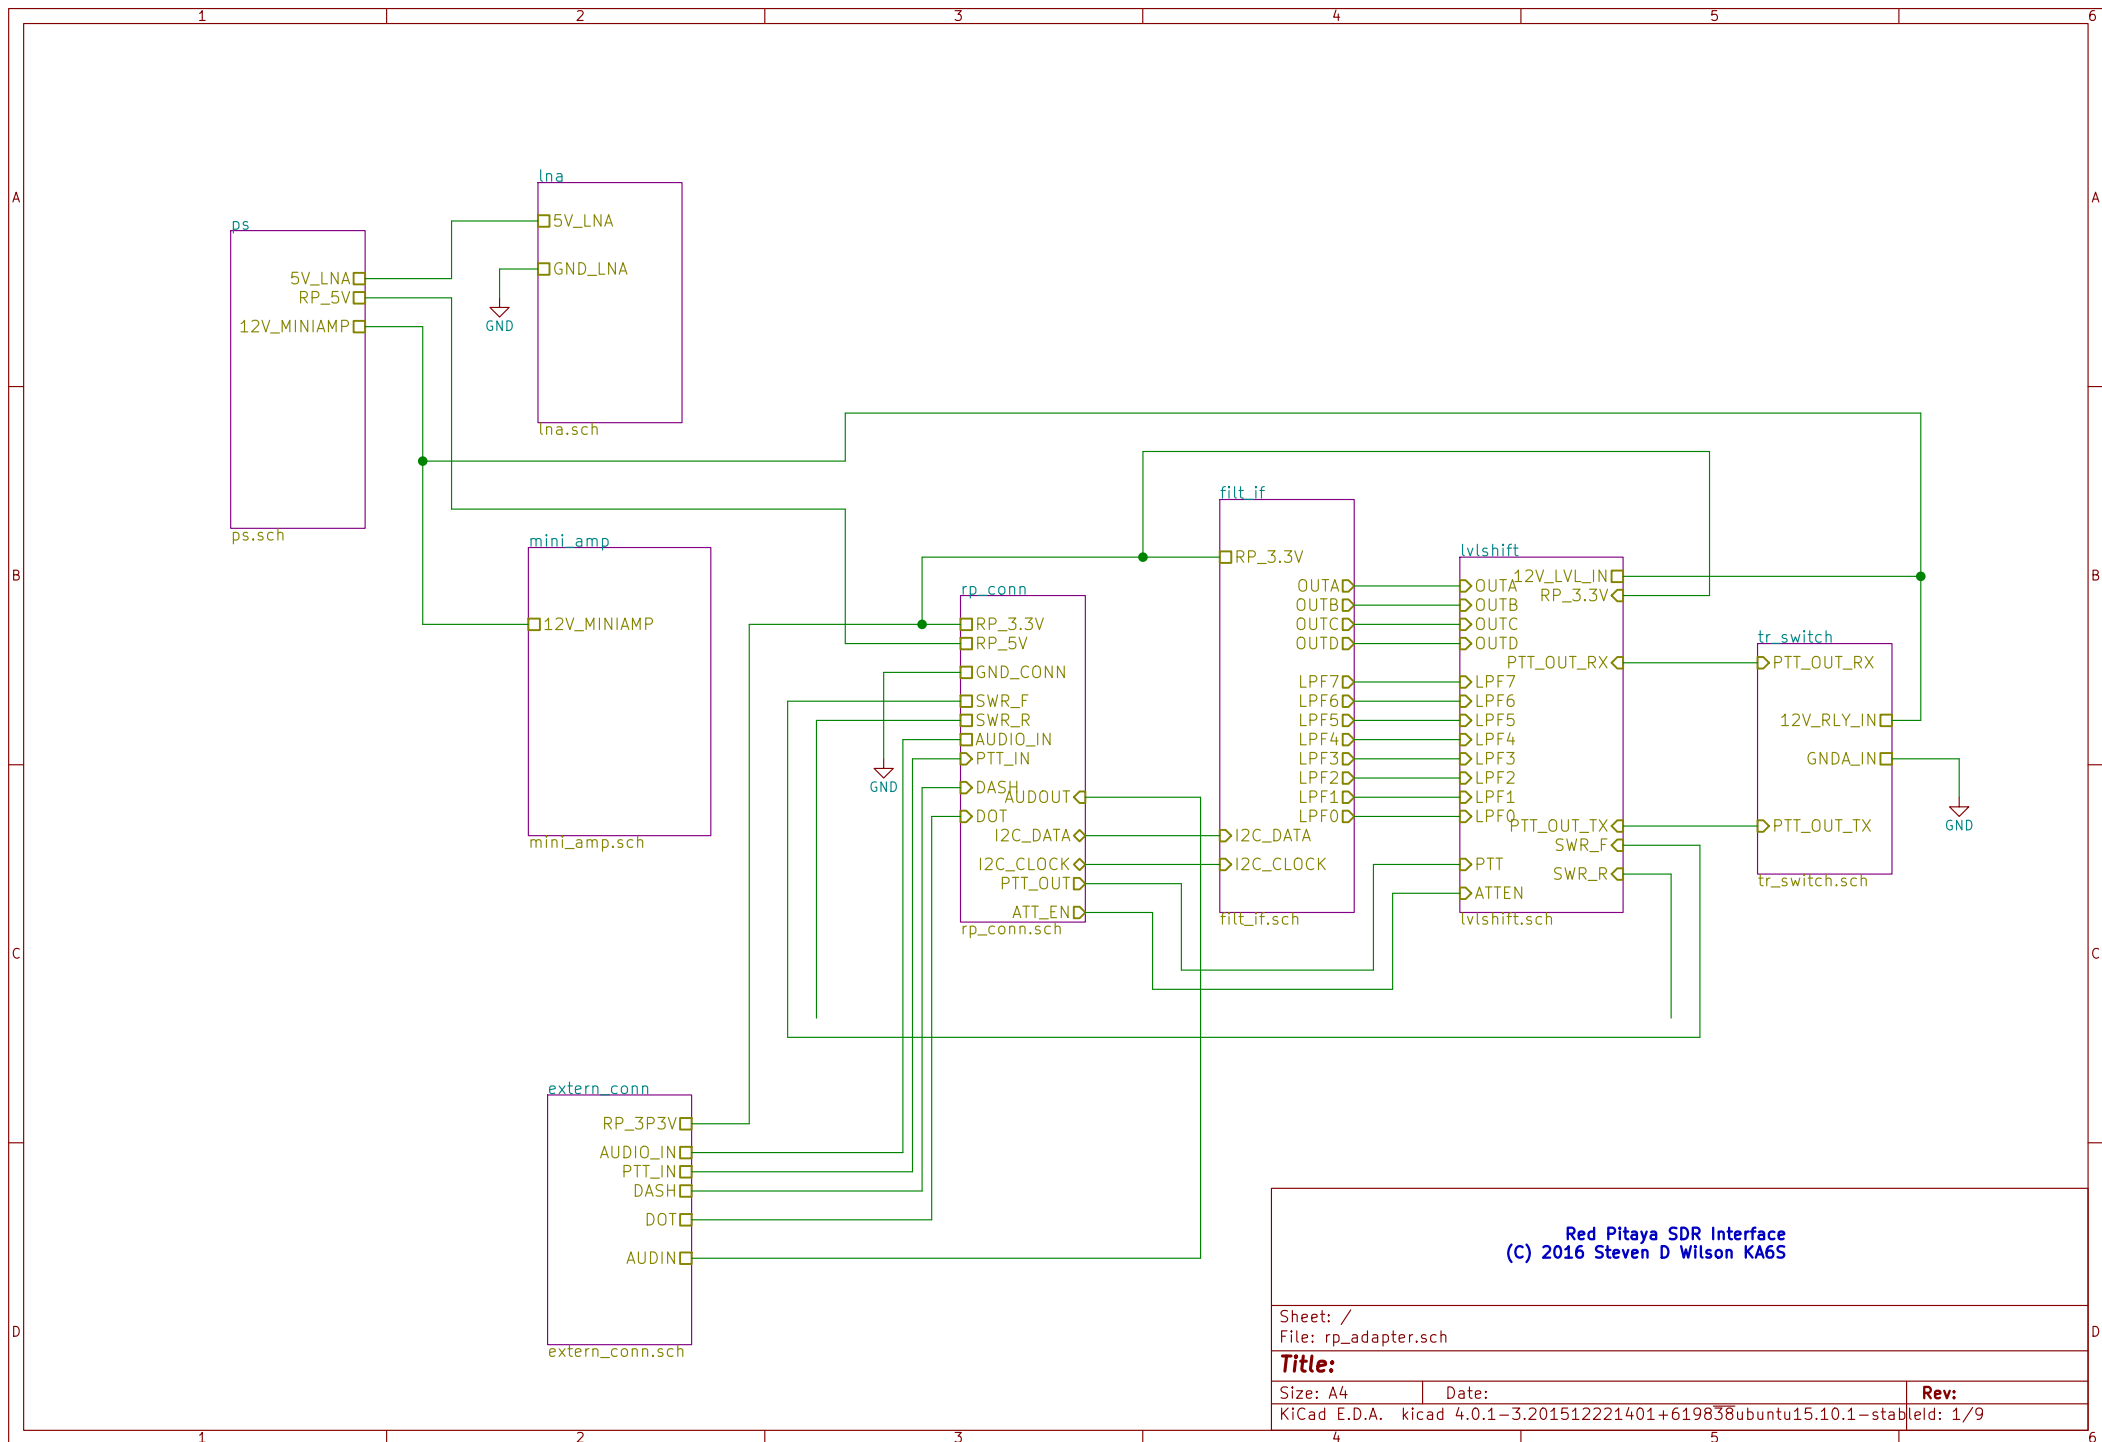 1 2 3 4 5 6
A A
B B
C C
D D
1 2 3 4 5 6
ps
5V_LNA
RP_5V
12V_MINIAMP
ps.sch
lna
5V_LNA
GND_LNA
GND
lna.sch
mini_amp
12V_MINIAMP
mini_amp.sch
rp_conn
RP_3.3V
RP_5V
GND_CONN
SWR_F
SWR_R
AUDIO_IN
PTT_IN
DASH
AUDOUT
DOT
I2C_DATA
I2C_CLOCK
PTT_OUT
ATT_EN
rp_conn.sch
GND
filt_if
RP_3.3V
OUTA
OUTB
OUTC
OUTD
LPF7
LPF6
LPF5
LPF4
LPF3
LPF2
LPF1
LPF0
I2C_DATA
I2C_CLOCK
filt_if.sch
lvlshift
12V_LVL_IN
OUTA
RP_3.3V
OUTB
OUTC
OUTD
PTT_OUT_RX
LPF7
LPF6
LPF5
LPF4
LPF3
LPF2
LPF1
LPF0
PTT_OUT_TX
SWR_F
PTT
SWR_R
ATTEN
lvlshift.sch
tr_switch
PTT_OUT_RX
12V_RLY_IN
GNDA_IN
PTT_OUT_TX
tr_switch.sch
GND
extern_conn
RP_3P3V
AUDIO_IN
PTT_IN
DASH
DOT
AUDIN
extern_conn.sch
Red Pitaya SDR Interface
(C) 2016 Steven D Wilson KA6S
Sheet: /
File: rp_adapter.sch
Title:
Size: A4 Date: Rev:
KiCad E.D.A. kicad 4.0.1-3.201512221401+619838ubuntu15.10.1-stable Id: 1/9